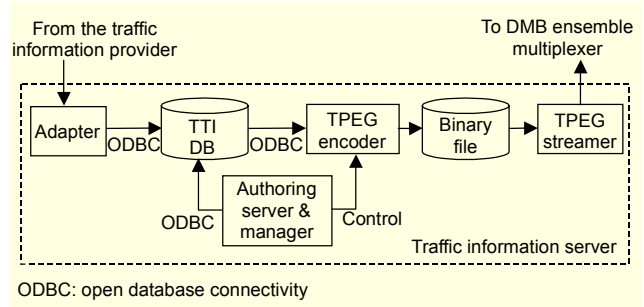 From the traffic
information provider
To DMB ensemble
multiplexer
Adapter
ODBC
TTI
DB
ODBC
TPEG
encoder
Binary
file
TPEG
streamer
ODBC
Authoring
server &
manager
Control
Traffic information server
ODBC: open database connectivity